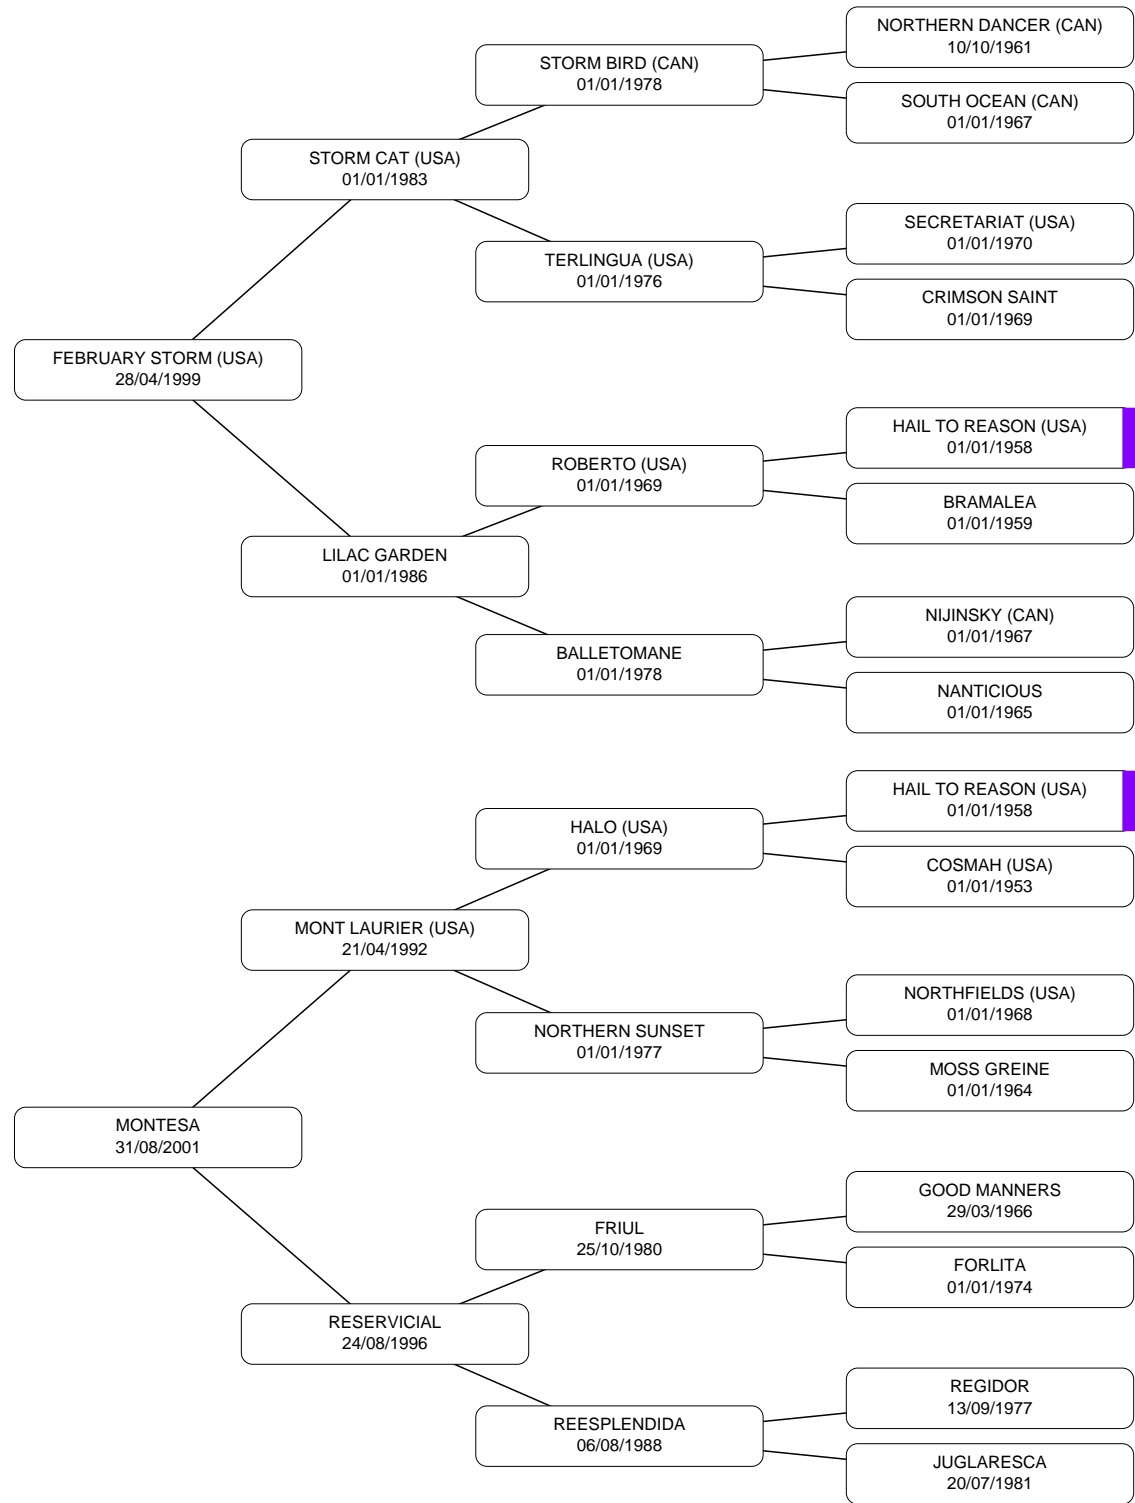 NORTHERN DANCER (CAN)
10/10/1961
STORM BIRD (CAN)
01/01/1978
SOUTH OCEAN (CAN)
01/01/1967
STORM CAT (USA)
01/01/1983
SECRETARIAT (USA)
01/01/1970
TERLINGUA (USA)
01/01/1976
CRIMSON SAINT
01/01/1969
FEBRUARY STORM (USA)
28/04/1999
HAIL TO REASON (USA)
01/01/1958
ROBERTO (USA)
01/01/1969
BRAMALEA
01/01/1959
LILAC GARDEN
01/01/1986
NIJINSKY (CAN)
01/01/1967
BALLETOMANE
01/01/1978
NANTICIOUS
01/01/1965
HAIL TO REASON (USA)
01/01/1958
HALO (USA)
01/01/1969
COSMAH (USA)
01/01/1953
MONT LAURIER (USA)
21/04/1992
NORTHFIELDS (USA)
01/01/1968
NORTHERN SUNSET
01/01/1977
MOSS GREINE
01/01/1964
MONTESA
31/08/2001
GOOD MANNERS
29/03/1966
FRIUL
25/10/1980
FORLITA
01/01/1974
RESERVICIAL
24/08/1996
REGIDOR
13/09/1977
REESPLENDIDA
06/08/1988
JUGLARESCA
20/07/1981